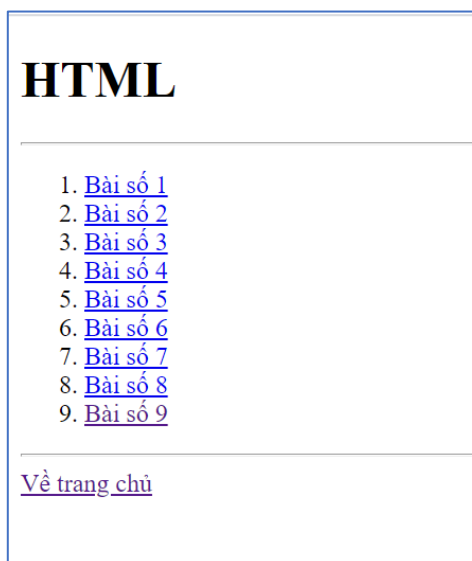 HTML
1. Bài số 1
2. Bài số 2
3. Bài số 3
4. Bài số 4
5. Bài số 5
6. Bài số 6
7. Bài số 7
8. Bài số 8
9. Bài số 9
Về trang chủ